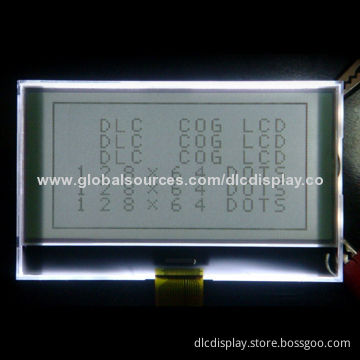 DLC COG LCD
DLC COG LCD
DLC COG LCD
128×64 DOTS
www.globalsources.com/dlcdisplay.co
128×64 DOTS
128×64 DOTS
dlcdisplay.store.bossgoo.com